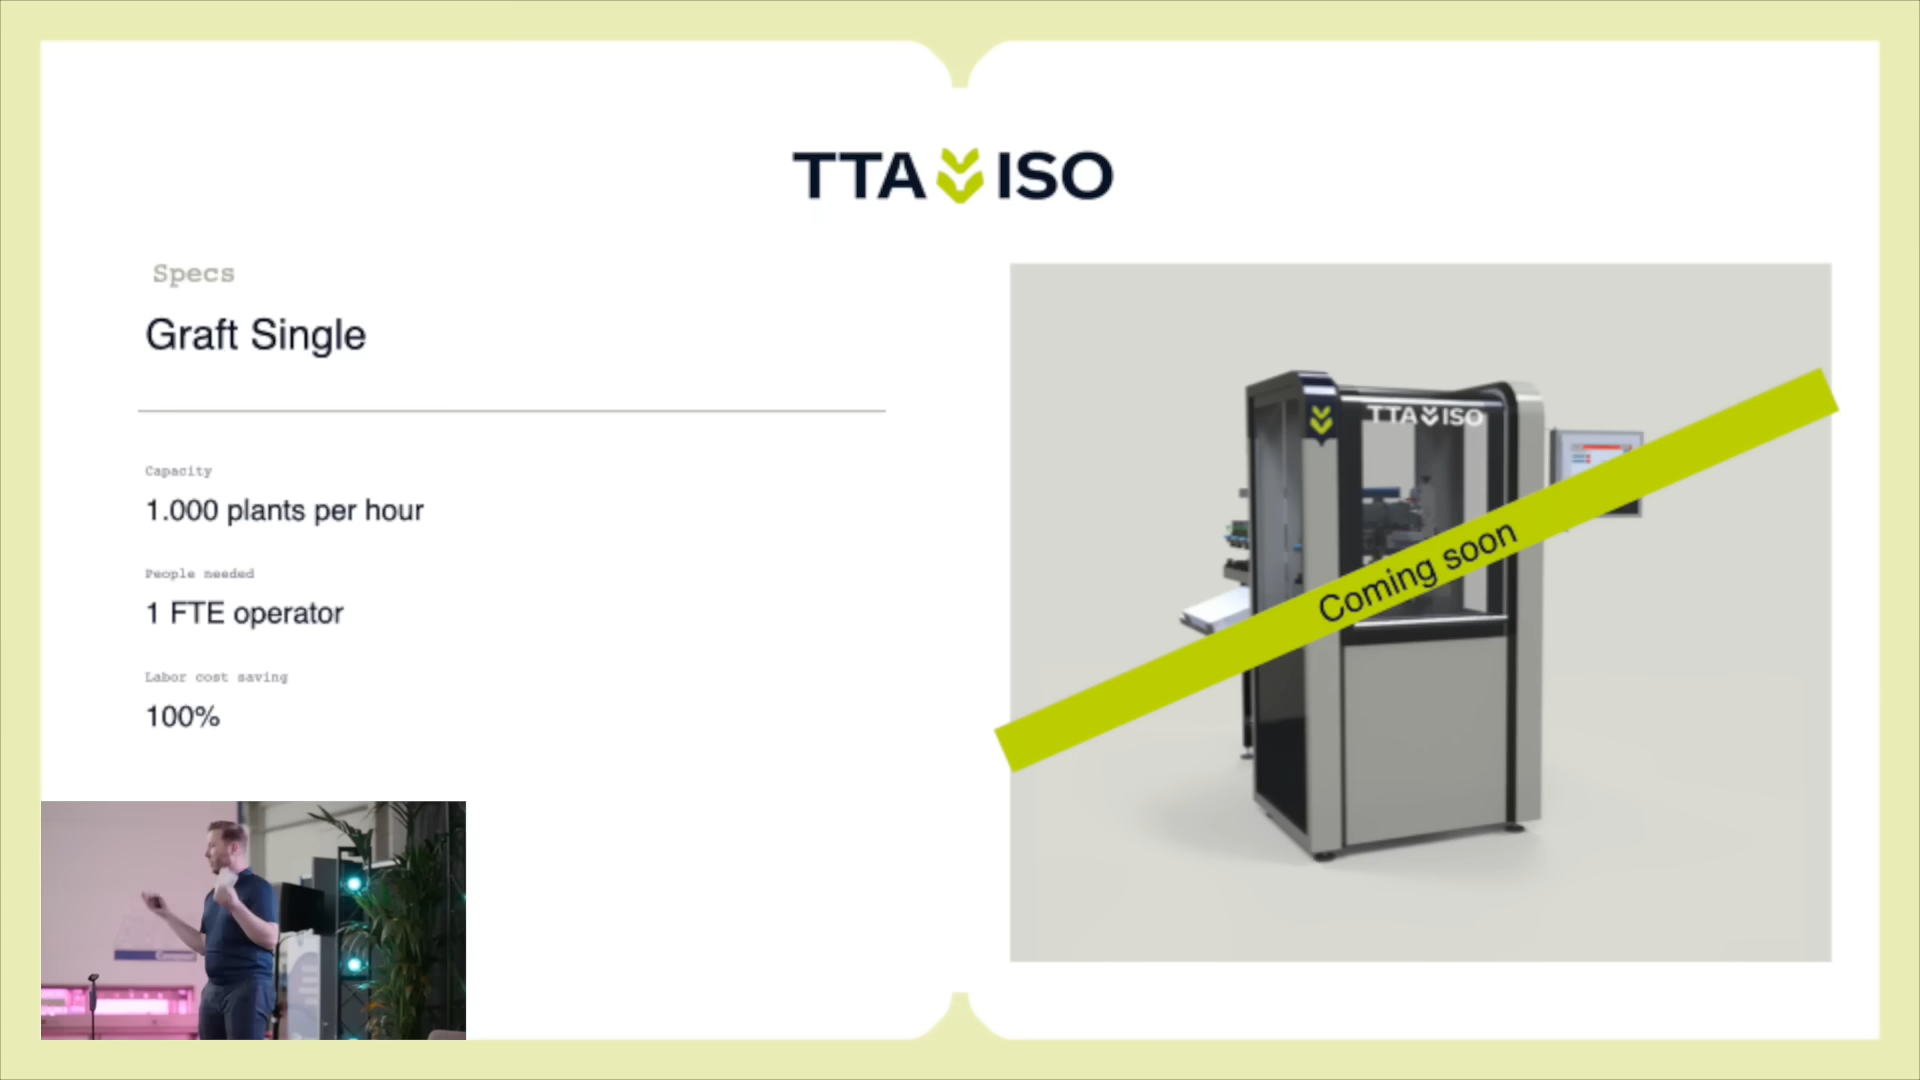 TTA ISO
Specs
Graft Single
Capacity
1.000 plants per hour
People needed
1 FTE operator
Labor cost saving
100%
TTA ISO
Coming soon